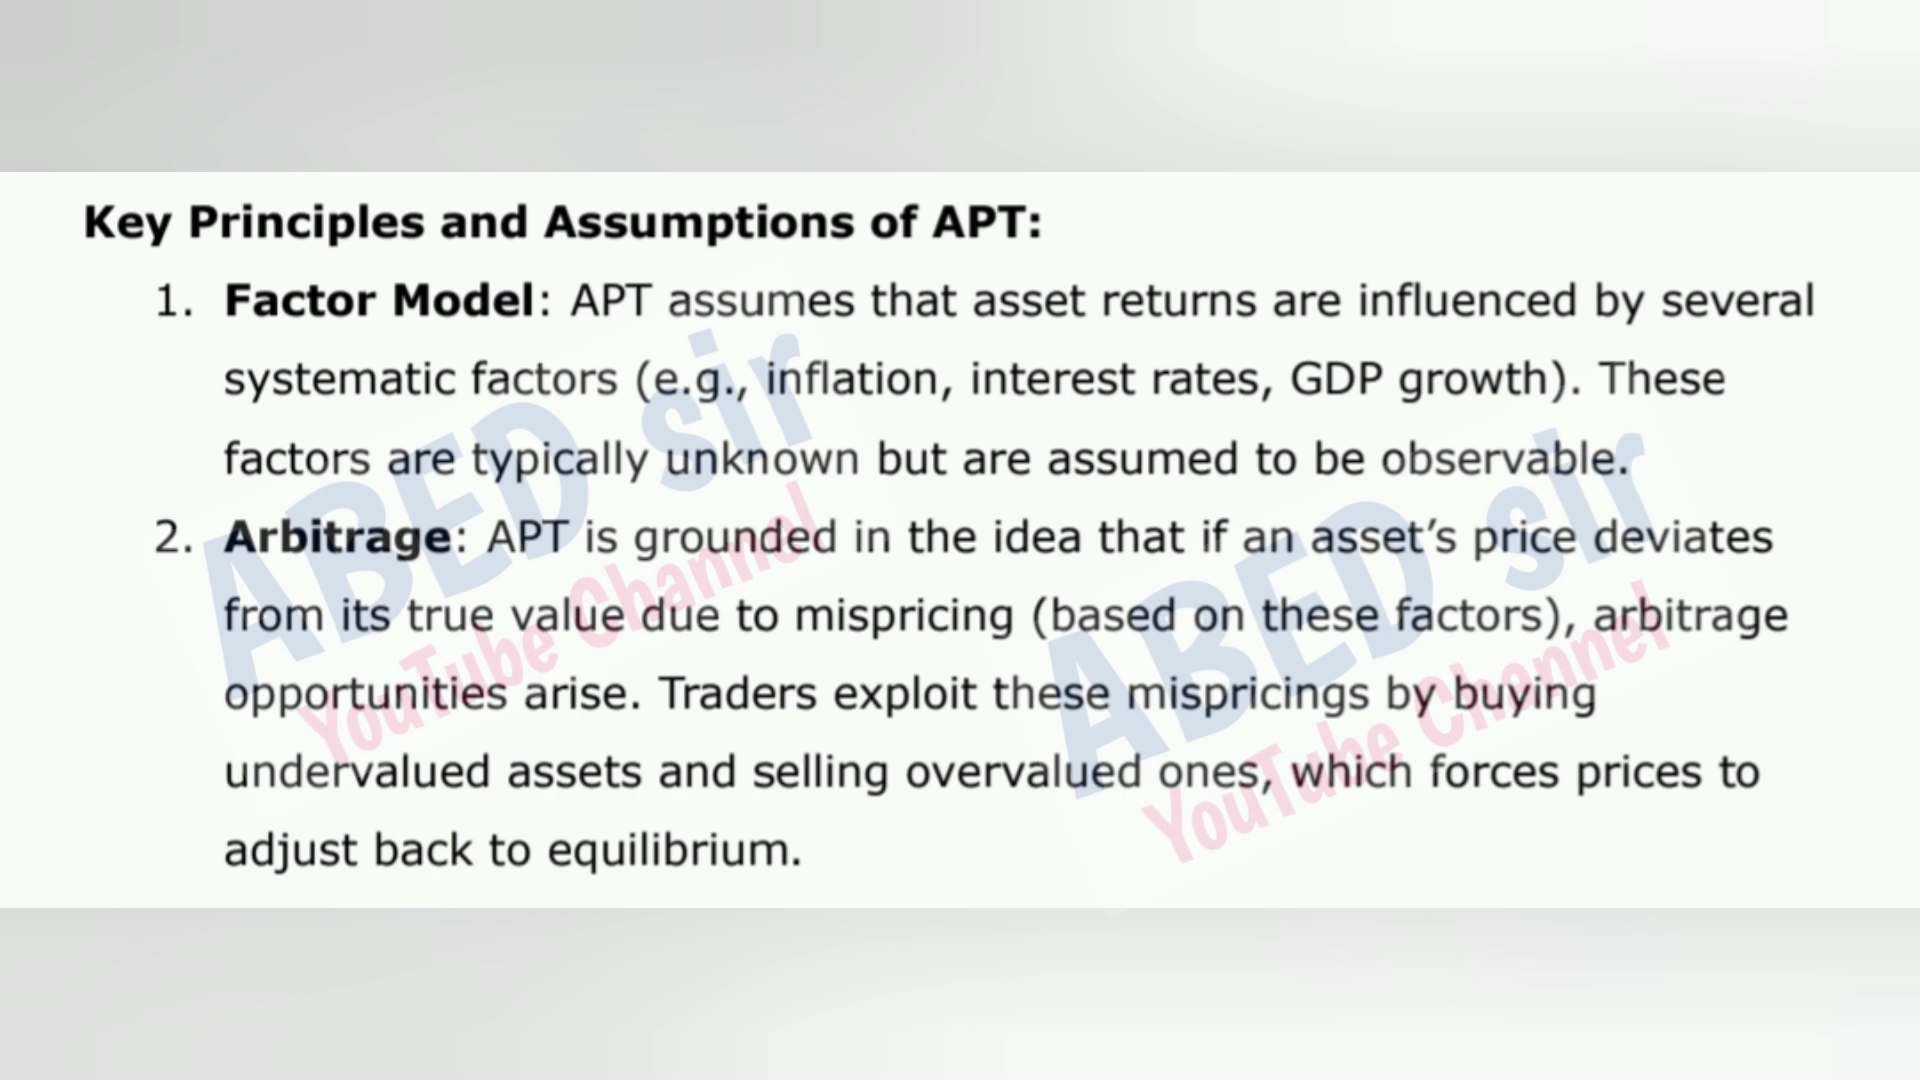 Key Principles and Assumptions of APT:
1. Factor Model: APT assumes that asset returns are influenced by several
systematic factors (e.g., inflation, interest rates, GDP growth). These
factors are typically unknown but are assumed to be observable.
2. Arbitrage: APT is grounded in the idea that if an asset’s price deviates
from its true value due to mispricing (based on these factors), arbitrage
opportunities arise. Traders exploit these mispricings by buying
undervalued assets and selling overvalued ones, which forces prices to
adjust back to equilibrium.
ABED sir
YouTube Channel
ABED sir
YouTube Channel